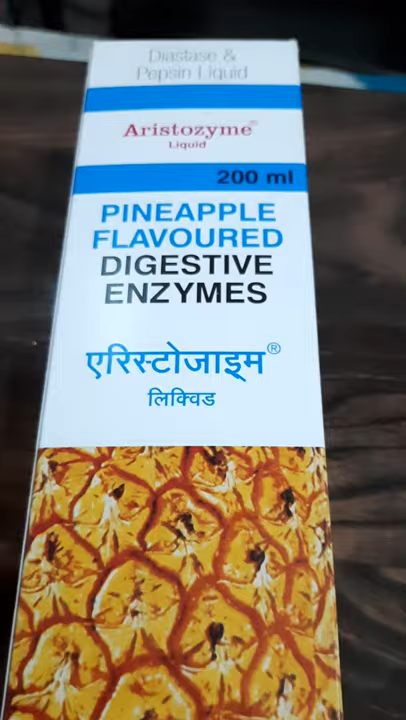 Diastase &
Pepsin Liquid
Aristozyme®
Liquid
200 ml
PINEAPPLE
FLAVOURED
DIGESTIVE
ENZYMES
एरिस्टोजाइम®
लिक्विड